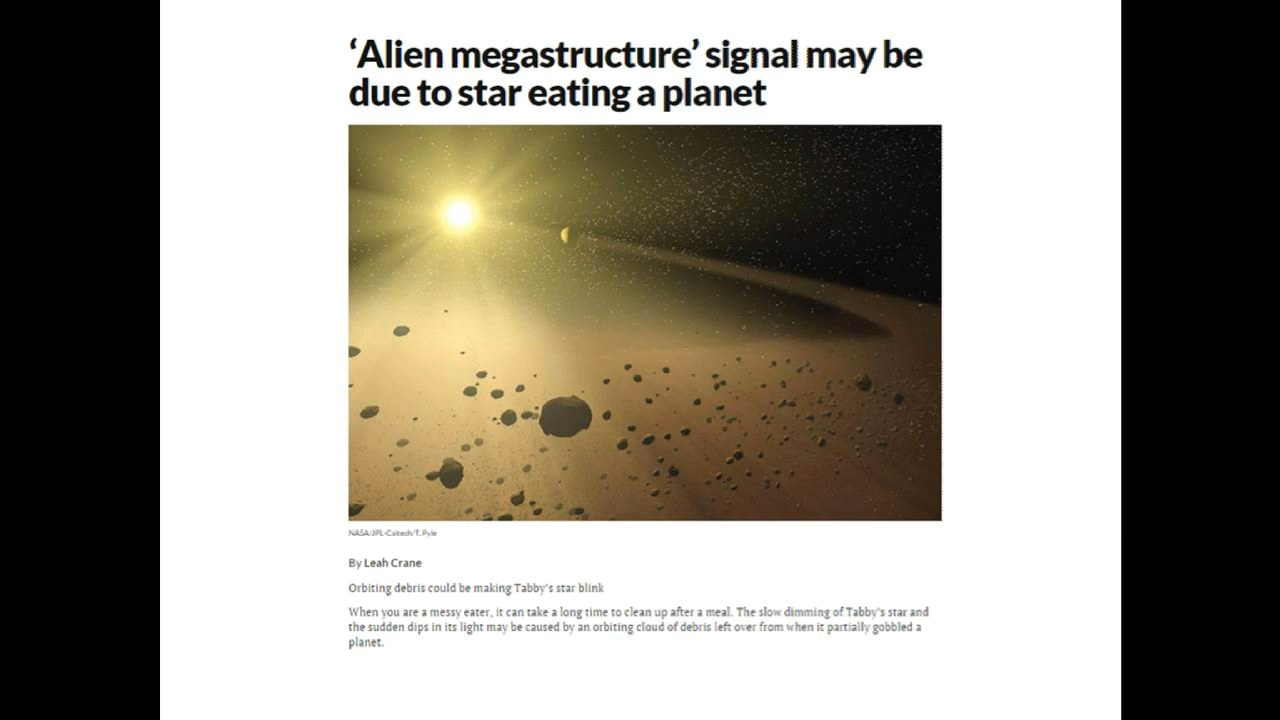 ‘Alien megastructure’ signal may be
due to star eating a planet
NASA/JPL-Caltech/T. Pyle
By Leah Crane
Orbiting debris could be making Tabby's star blink
When you are a messy eater, it can take a long time to clean up after a meal. The slow dimming of Tabby's star and
the sudden dips in its light may be caused by an orbiting cloud of debris left over from when it partially gobbled a
planet.